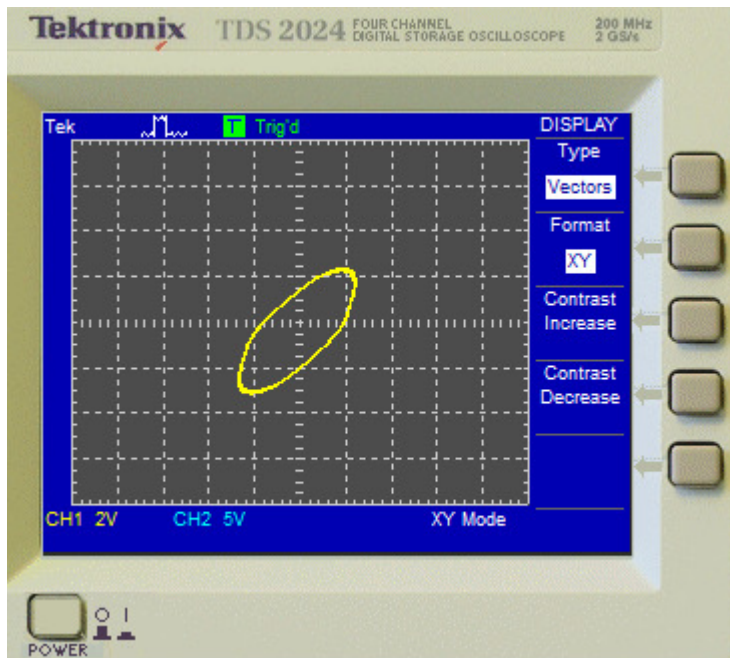 Tektronix TDS 2024 FOUR CHANNEL DIGITAL STORAGE OSCILLOSCOPE 200 MHz 2 GS/s
Tek T Trig'd DISPLAY
Type
Vectors
Format
XY
Contrast
Increase
Contrast
Decrease
CH1 2V CH2 5V XY Mode
POWER